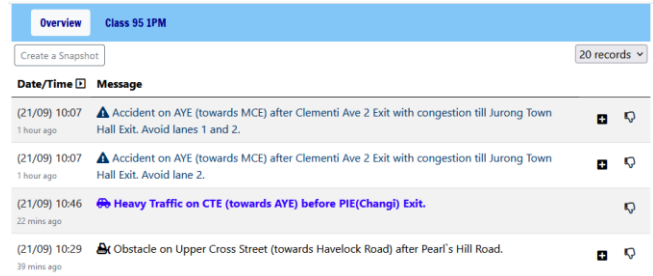 Overview Class 95 1PM
Create a Snapshot 20 records
Date/Time Message
(21/09) 10:07 Accident on AYE (towards MCE) after Clementi Ave 2 Exit with congestion till Jurong Town
1 hour ago Hall Exit. Avoid lanes 1 and 2.
(21/09) 10:07 Accident on AYE (towards MCE) after Clementi Ave 2 Exit with congestion till Jurong Town
1 hour ago Hall Exit. Avoid lane 2.
(21/09) 10:46 Heavy Traffic on CTE (towards AYE) before PIE(Changi) Exit.
22 mins ago
(21/09) 10:29 Obstacle on Upper Cross Street (towards Havelock Road) after Pearl`s Hill Road.
39 mins ago